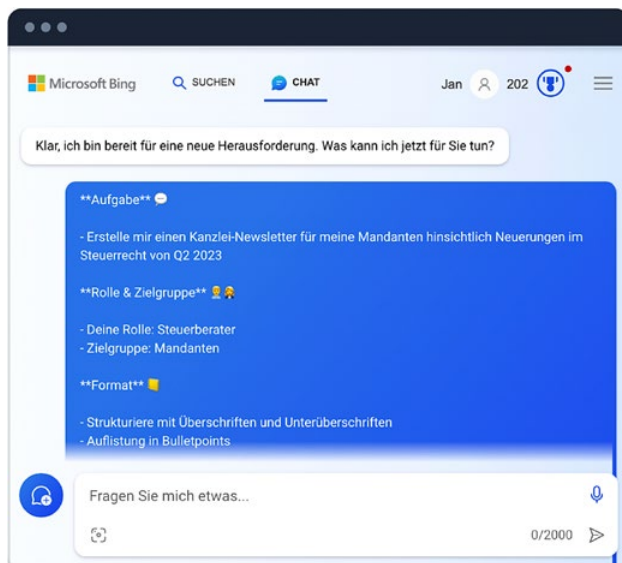 Microsoft Bing
SUCHEN
CHAT
Jan
202
Klar, ich bin bereit für eine neue Herausforderung. Was kann ich jetzt für Sie tun?
**Aufgabe** 💬
- Erstelle mir einen Kanzlei-Newsletter für meine Mandanten hinsichtlich Neuerungen im
Steuerrecht von Q2 2023
**Rolle & Zielgruppe** 🤵👰
- Deine Rolle: Steuerberater
- Zielgruppe: Mandanten
**Format** 📒
- Strukturiere mit Überschriften und Unterüberschriften
- Auflistung in Bulletpoints
Fragen Sie mich etwas...
0/2000